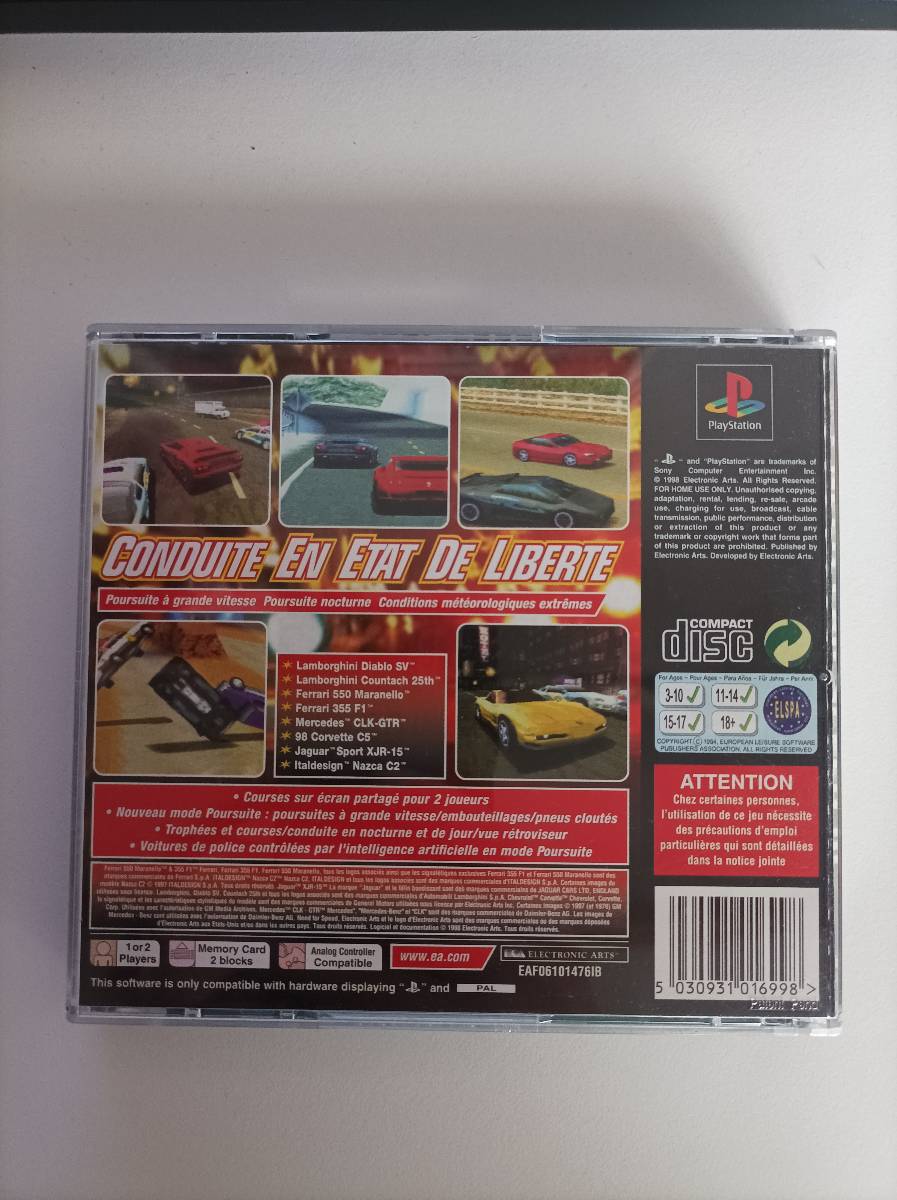 PlayStation
" " and "PlayStation" are trademarks of
Sony Computer Entertainment Inc.
© 1998 Electronic Arts. All Rights Reserved.
FOR HOME USE ONLY. Unauthorised copying,
adaptation, rental, lending, re-sale, arcade
use, charging for use, broadcast, cable
transmission, public performance, distribution
or extraction of this product or any
trademark or copyright work that forms part
of this product are prohibited. Published by
Electronic Arts. Developed by Electronic Arts.
CONDUITE EN ETAT DE LIBERTE
Poursuite à grande vitesse Poursuite nocturne Conditions météorologiques extrêmes
Lamborghini Diablo SV™
Lamborghini Countach 25th™
Ferrari 550 Maranello™
Ferrari 355 F1™
Mercedes™ CLK-GTR™
98 Corvette C5™
Jaguar™ Sport XJR-15™
Italdesign™ Nazca C2™
• Courses sur écran partagé pour 2 joueurs
• Nouveau mode Poursuite : poursuites à grande vitesse/embouteillages/pneus cloutés
• Trophées et courses/conduite en nocturne et de jour/vue rétroviseur
• Voitures de police contrôlées par l'intelligence artificielle en mode Poursuite
COMPACT
disc
For Ages - Pour Ages - Para Años - Für Jahre - Per Anni
3-10 11-14
15-17 18+
ELSPA
COPYRIGHT © 1994, EUROPEAN LEISURE SOFTWARE
PUBLISHERS ASSOCIATION. ALL RIGHTS RESERVED
ATTENTION
Chez certaines personnes,
l'utilisation de ce jeu nécessite
des précautions d'emploi
particulières qui sont détaillées
dans la notice jointe
1 or 2
Players
Memory Card
2 blocks
Analog Controller
Compatible
www.ea.com
ELECTRONIC ARTS™
EAF06101476IB
This software is only compatible with hardware displaying " " and PAL
5 030931 016998 >